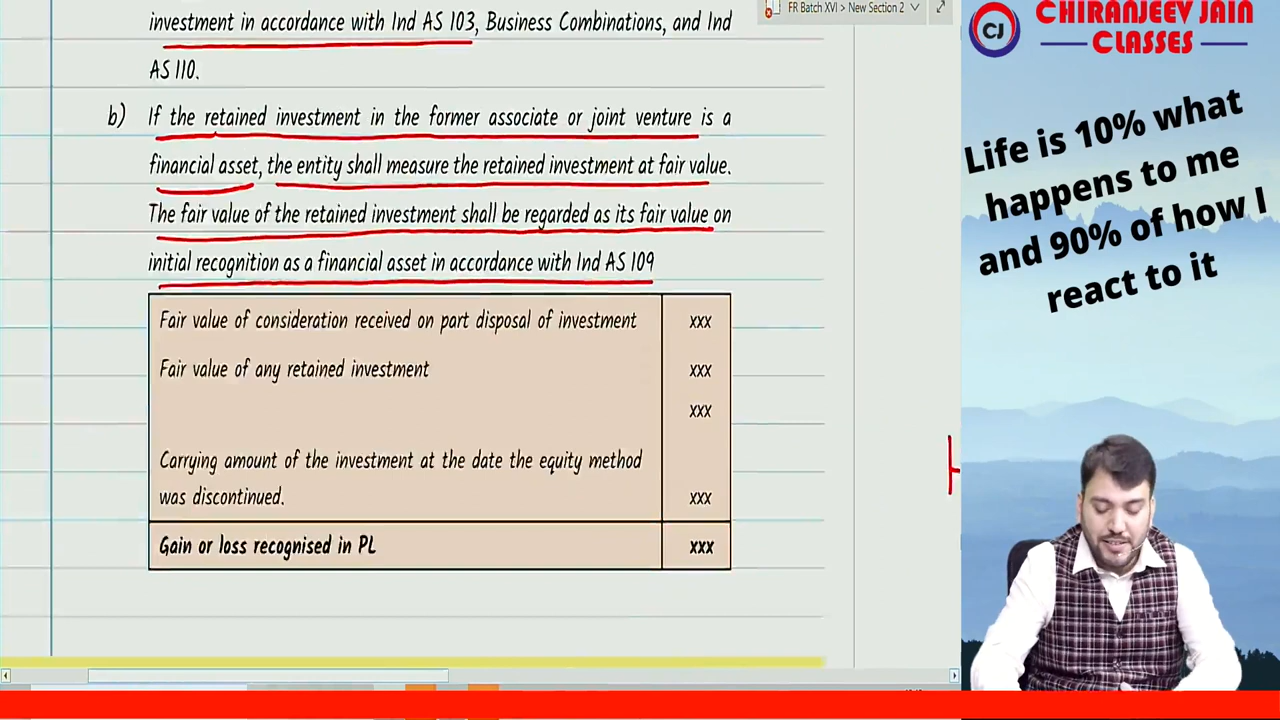 investment in accordance with Ind AS 103, Business Combinations, and Ind
AS 110.
b) If the retained investment in the former associate or joint venture is a
financial asset, the entity shall measure the retained investment at fair value.
The fair value of the retained investment shall be regarded as its fair value on
initial recognition as a financial asset in accordance with Ind AS 109
Fair value of consideration received on part disposal of investment xxx
Fair value of any retained investment xxx
xxx
Carrying amount of the investment at the date the equity method
was discontinued. xxx
Gain or loss recognised in PL xxx
FR Batch XVI > New Section 2
CJ
CHIRANJEEV JAIN
CLASSES
Life is 10% what
happens to me
and 90% of how I
react to it